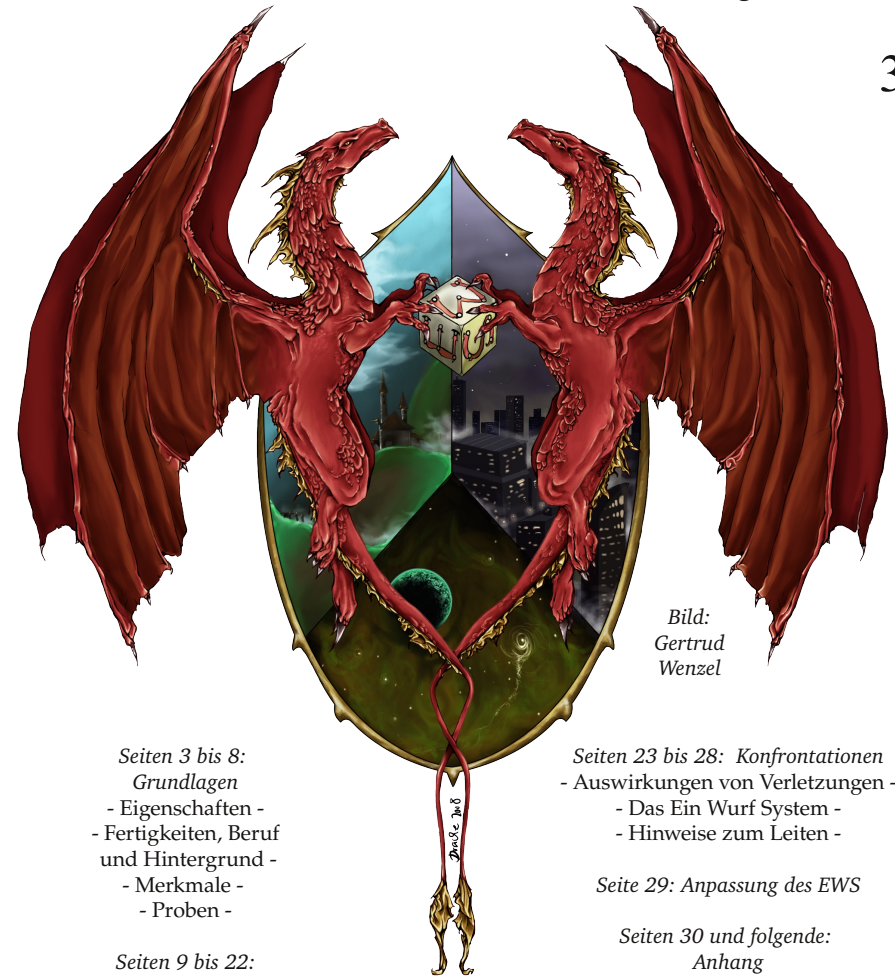 3
Bild:
Gertrud
Wenzel
Seiten 3 bis 8:
Grundlagen
- Eigenschaften -
- Fertigkeiten, Beruf
und Hintergrund -
- Merkmale -
- Proben -
Seiten 9 bis 22:
Seiten 23 bis 28: Konfrontationen
- Auswirkungen von Verletzungen -
- Das Ein Wurf System -
- Hinweise zum Leiten -
Seite 29: Anpassung des EWS
Seiten 30 und folgende:
Anhang